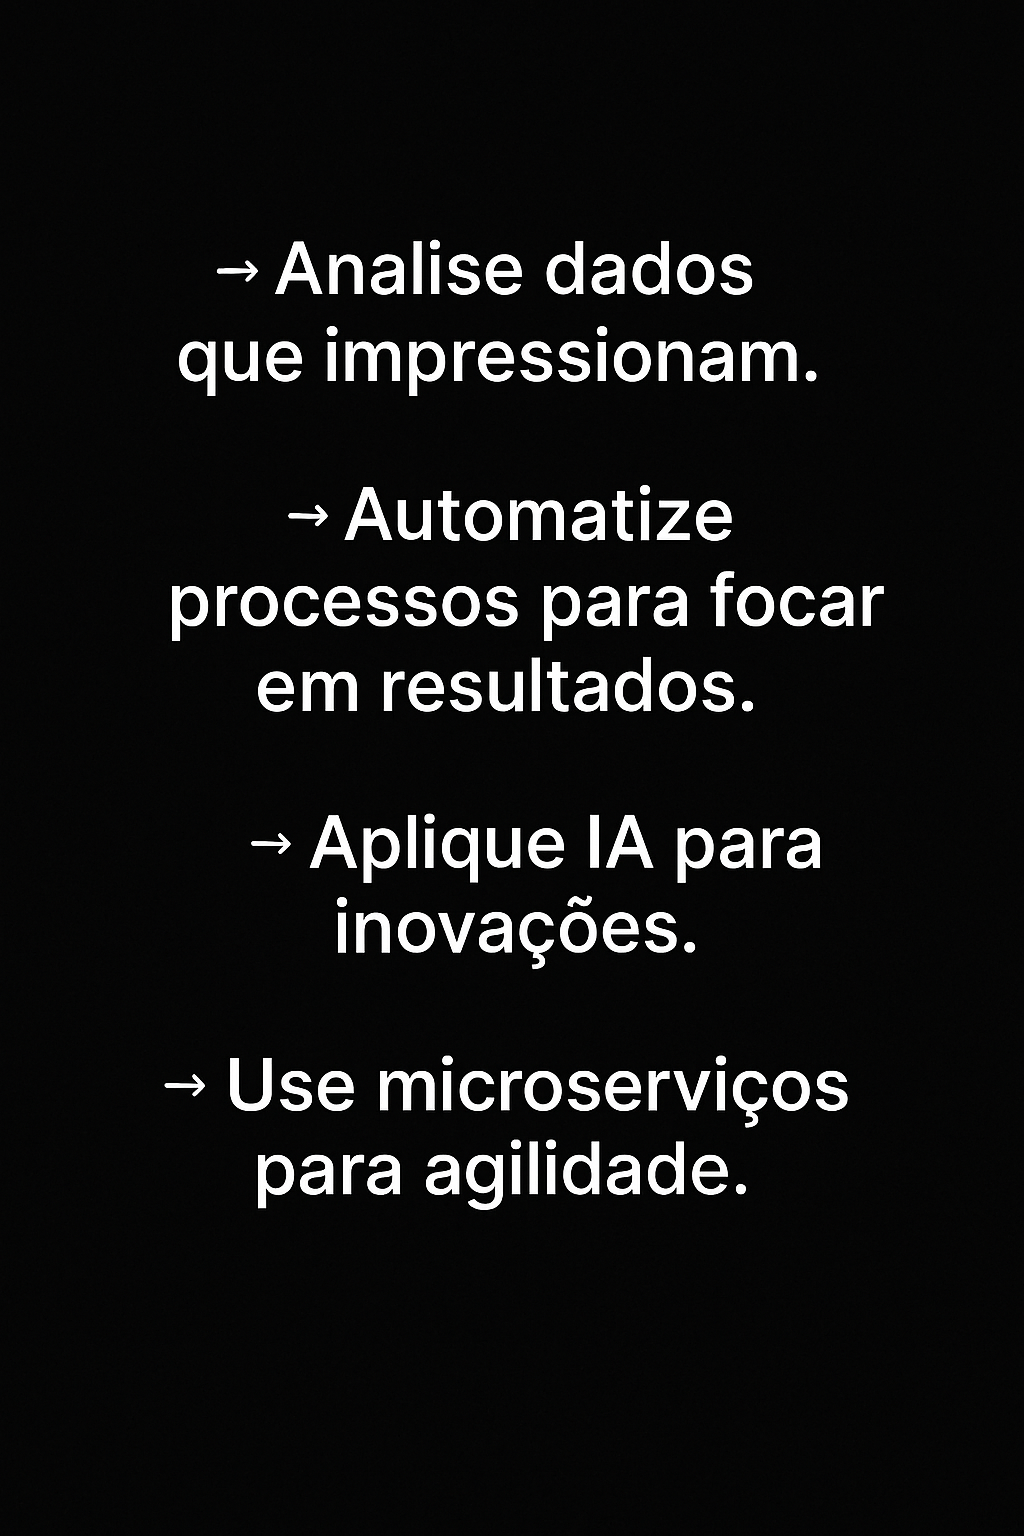 → Analise dados
que impressionam.
→ Automatize
processos para focar
em resultados.
→ Aplique IA para
inovações.
→ Use microserviços
para agilidade.